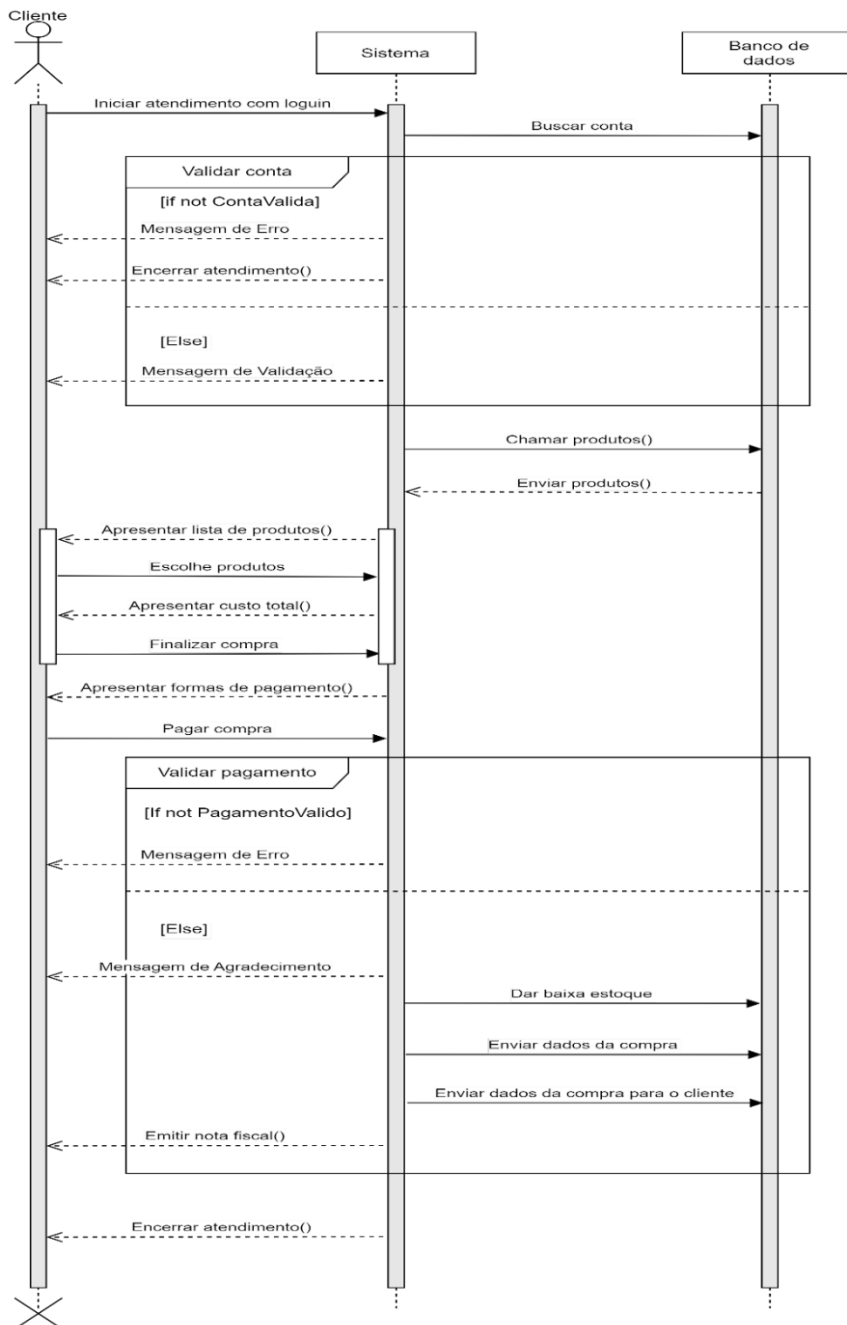 Cliente
Sistema
Banco de
dados
Iniciar atendimento com loguin
Buscar conta
Validar conta
[if not ContaValida]
Mensagem de Erro
Encerrar atendimento()
[Else]
Mensagem de Validação
Chamar produtos()
Enviar produtos()
Apresentar lista de produtos()
Escolhe produtos
Apresentar custo total()
Finalizar compra
Apresentar formas de pagamento()
Pagar compra
Validar pagamento
[If not PagamentoValido]
Mensagem de Erro
[Else]
Mensagem de Agradecimento
Dar baixa estoque
Enviar dados da compra
Enviar dados da compra para o cliente
Emitir nota fiscal()
Encerrar atendimento()